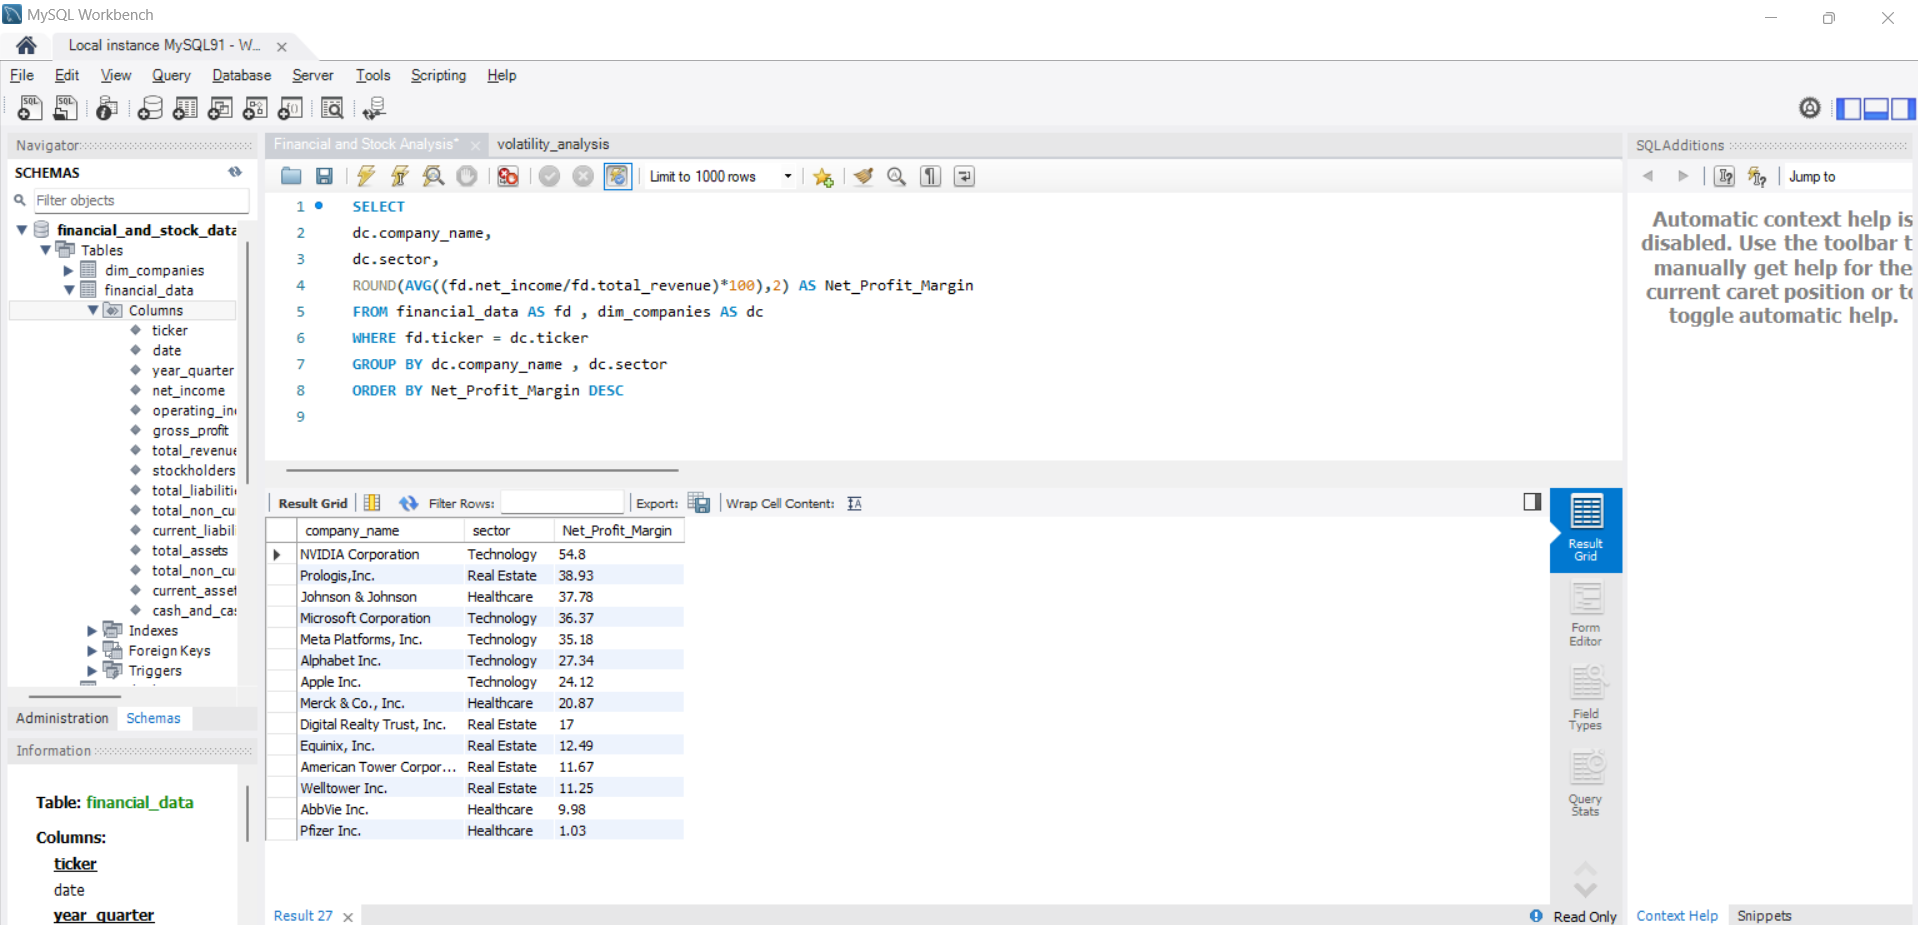 MySQL Workbench
Local instance MySQL91 - W...
File Edit View Query Database Server Tools Scripting Help
Navigator
SCHEMAS
Filter objects
financial_and_stock_data
Tables
dim_companies
financial_data
Columns
ticker
date
year_quarter
net_income
operating_in
gross_profit
total_revenue
stockholders
total_liabiliti
total_non_cu
current_liabil
total_assets
total_non_cu
current_asset
cash_and_cas
Indexes
Foreign Keys
Triggers
Administration Schemas
Information
Table: financial_data
Columns:
ticker
date
year_quarter
Financial and Stock Analysis* volatility_analysis
Limit to 1000 rows
1 SELECT
2 dc.company_name,
3 dc.sector,
4 ROUND(AVG((fd.net_income/fd.total_revenue)*100),2) AS Net_Profit_Margin
5 FROM financial_data AS fd , dim_companies AS dc
6 WHERE fd.ticker = dc.ticker
7 GROUP BY dc.company_name , dc.sector
8 ORDER BY Net_Profit_Margin DESC
9
Result Grid Filter Rows: Export: Wrap Cell Content:
company_name sector Net_Profit_Margin
NVIDIA Corporation Technology 54.8
Prologis,Inc. Real Estate 38.93
Johnson & Johnson Healthcare 37.78
Microsoft Corporation Technology 36.37
Meta Platforms, Inc. Technology 35.18
Alphabet Inc. Technology 27.34
Apple Inc. Technology 24.12
Merck & Co., Inc. Healthcare 20.87
Digital Realty Trust, Inc. Real Estate 17
Equinix, Inc. Real Estate 12.49
American Tower Corpor... Real Estate 11.67
Welltower Inc. Real Estate 11.25
AbbVie Inc. Healthcare 9.98
Pfizer Inc. Healthcare 1.03
Result
Grid
Form
Editor
Field
Types
Query
Stats
Result 27
Read Only
SQLAdditions
Jump to
Automatic context help is
disabled. Use the toolbar t
manually get help for the
current caret position or to
toggle automatic help.
Context Help Snippets